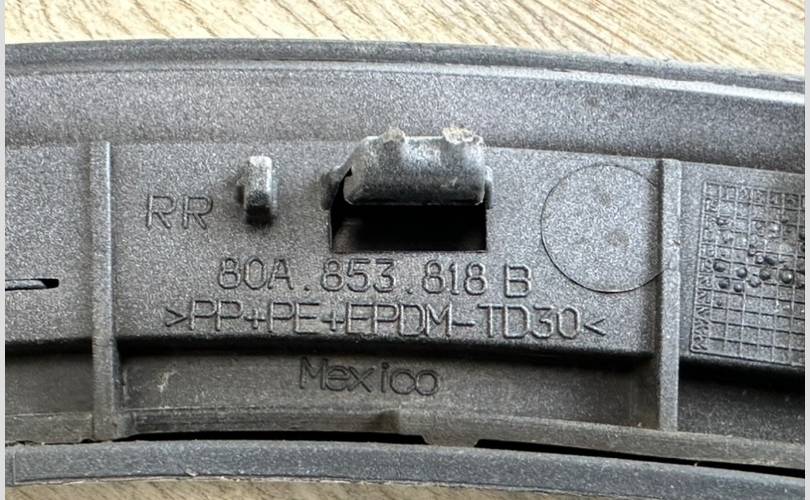 RR
80A.853.818 B
>PP+PE+EPDM-TD30<
Mexico